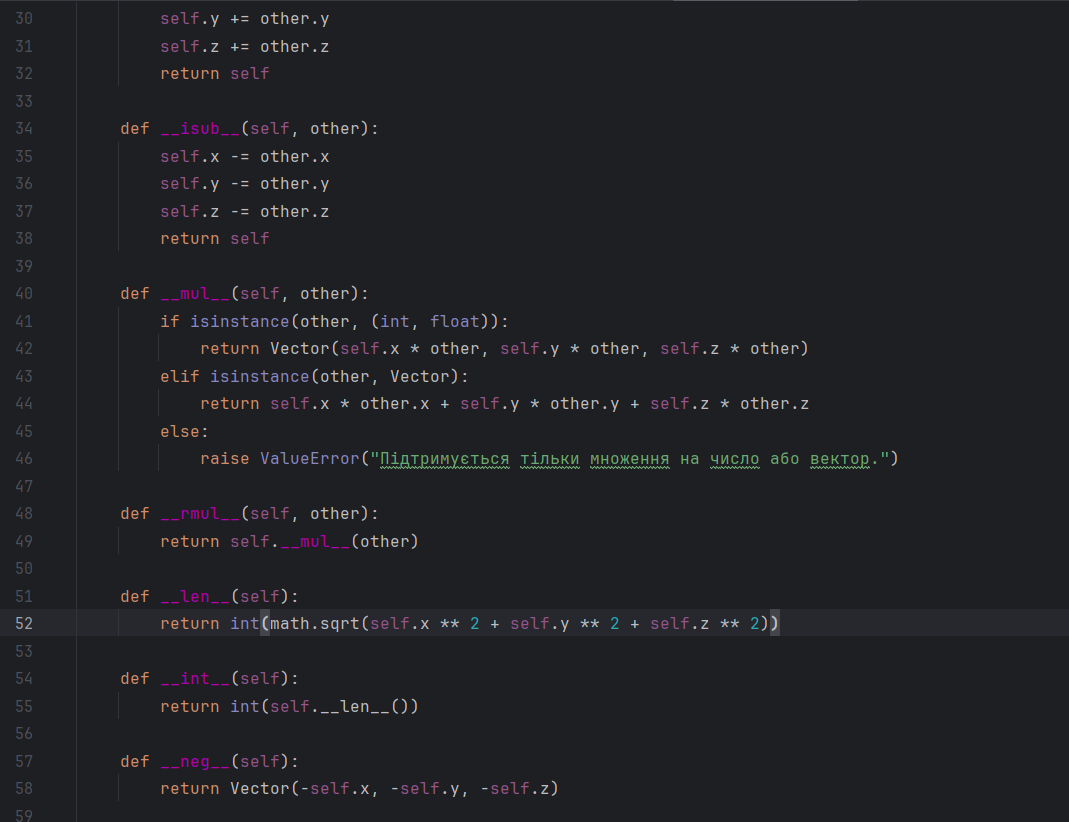 30 self.y += other.y
31 self.z += other.z
32 return self
33
34 def __isub__(self, other):
35 self.x -= other.x
36 self.y -= other.y
37 self.z -= other.z
38 return self
39
40 def __mul__(self, other):
41 if isinstance(other, (int, float)):
42 return Vector(self.x * other, self.y * other, self.z * other)
43 elif isinstance(other, Vector):
44 return self.x * other.x + self.y * other.y + self.z * other.z
45 else:
46 raise ValueError("Підтримується тільки множення на число або вектор.")
47
48 def __rmul__(self, other):
49 return self.__mul__(other)
50
51 def __len__(self):
52 return int(math.sqrt(self.x ** 2 + self.y ** 2 + self.z ** 2))
53
54 def __int__(self):
55 return int(self.__len__())
56
57 def __neg__(self):
58 return Vector(-self.x, -self.y, -self.z)
59